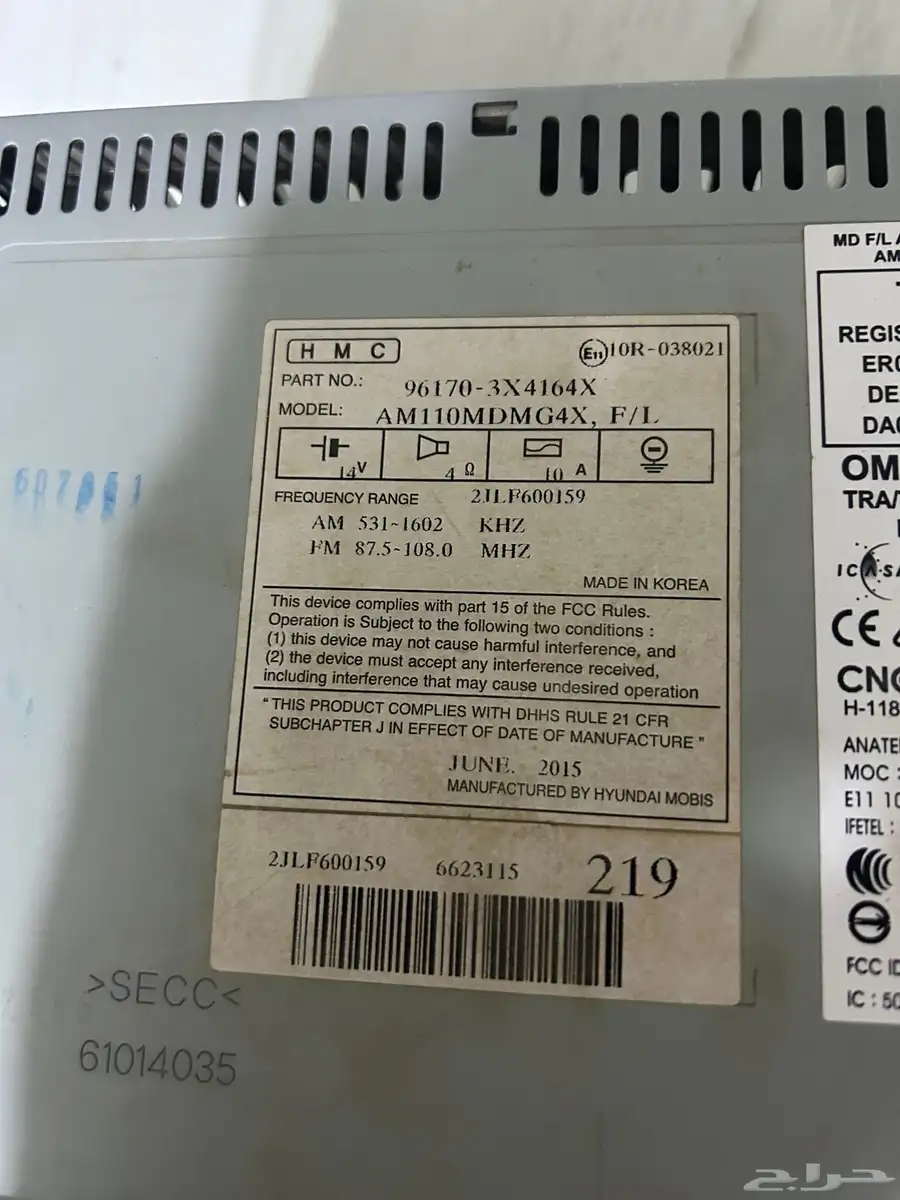 H M C
E11 10R-038021
PART NO.: 96170-3X4164X
MODEL: AM110MDMG4X, F/L
14V 4 Ω 10 A
FREQUENCY RANGE 2JLF600159
AM 531~1602 KHZ
FM 87.5~108.0 MHZ
MADE IN KOREA
This device complies with part 15 of the FCC Rules.
Operation is Subject to the following two conditions :
(1) this device may not cause harmful interference, and
(2) the device must accept any interference received,
including interference that may cause undesired operation
"THIS PRODUCT COMPLIES WITH DHHS RULE 21 CFR
SUBCHAPTER J IN EFFECT OF DATE OF MANUFACTURE"
JUNE. 2015
MANUFACTURED BY HYUNDAI MOBIS
2JLF600159 6623115 219
>SECC<
61014035
MD F/L
AM
REGIS
ER
DE
DA
OM
TRA/
ICASA
CE
CN
H-118
ANATE
MOC :
E11 10
IFETEL :
FCC ID
IC : 50
حراج